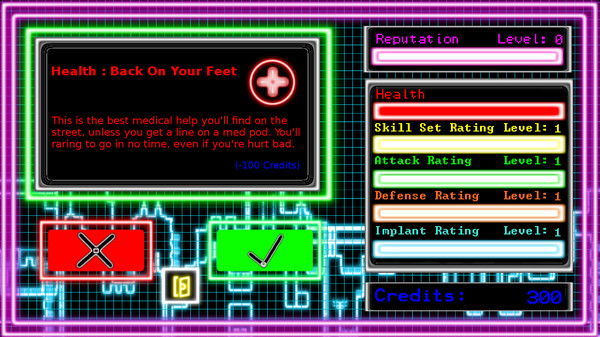 Health : Back On Your Feet
This is the best medical help you'll find on the
street, unless you get a line on a med pod. You'll
raring to go in no time, even if you're hurt bad.
(-100 Credits)
Reputation Level: 0
Health
Skill Set Rating Level: 1
Attack Rating Level: 1
Defense Rating Level: 1
Implant Rating Level: 1
Credits: 300